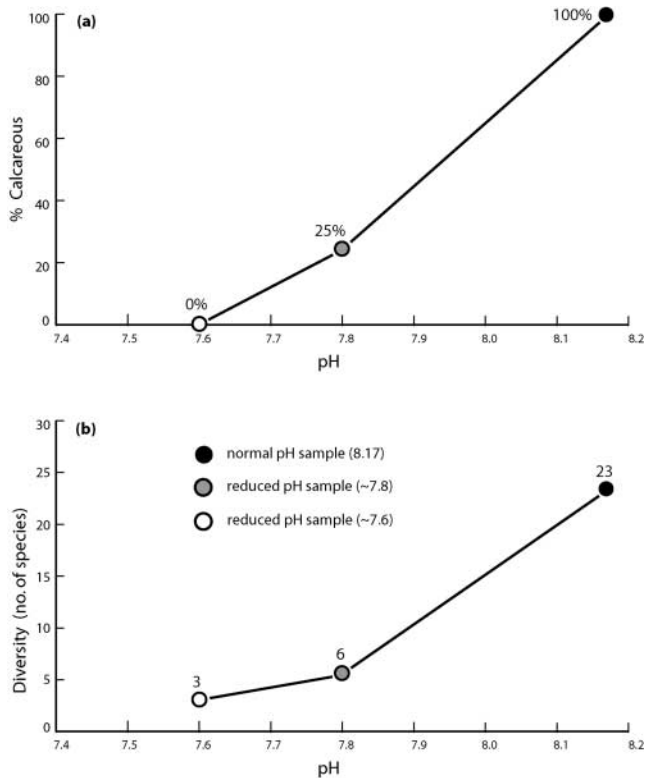 (a)
100%
100
80
60
40
20
0
% Calcareous
25%
0%
7.4 7.5 7.6 7.7 7.8 7.9 8.0 8.1 8.2
pH
(b)
30
25
20
15
10
5
0
Diversity (no. of species)
normal pH sample (8.17)
reduced pH sample (~7.8)
reduced pH sample (~7.6)
23
6
3
7.4 7.5 7.6 7.7 7.8 7.9 8.0 8.1 8.2
pH